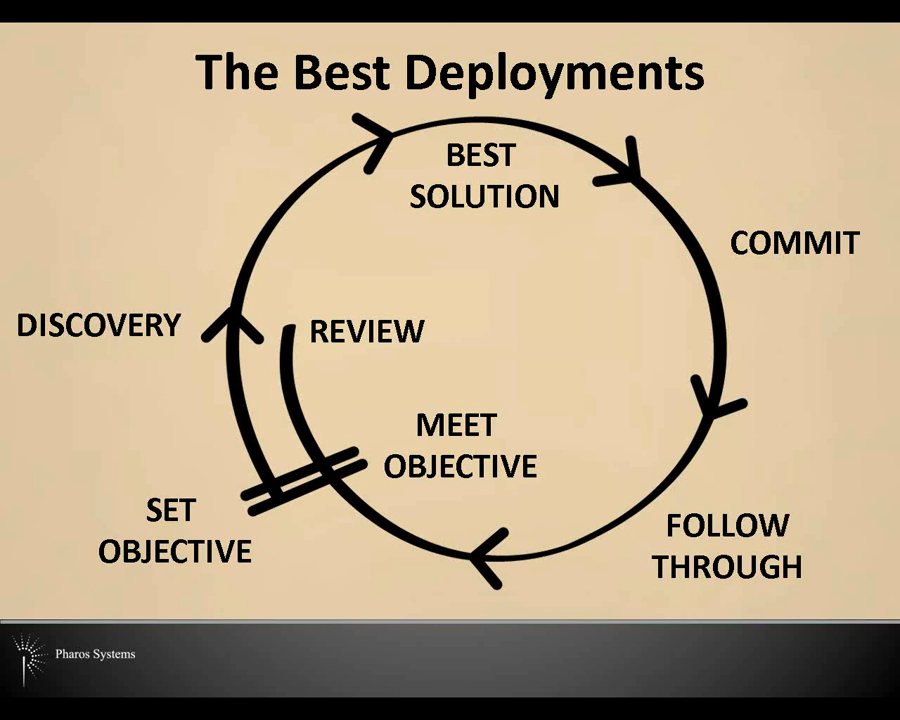 The Best Deployments
BEST
SOLUTION
COMMIT
DISCOVERY
REVIEW
MEET
OBJECTIVE
SET
OBJECTIVE
FOLLOW
THROUGH
Pharos Systems